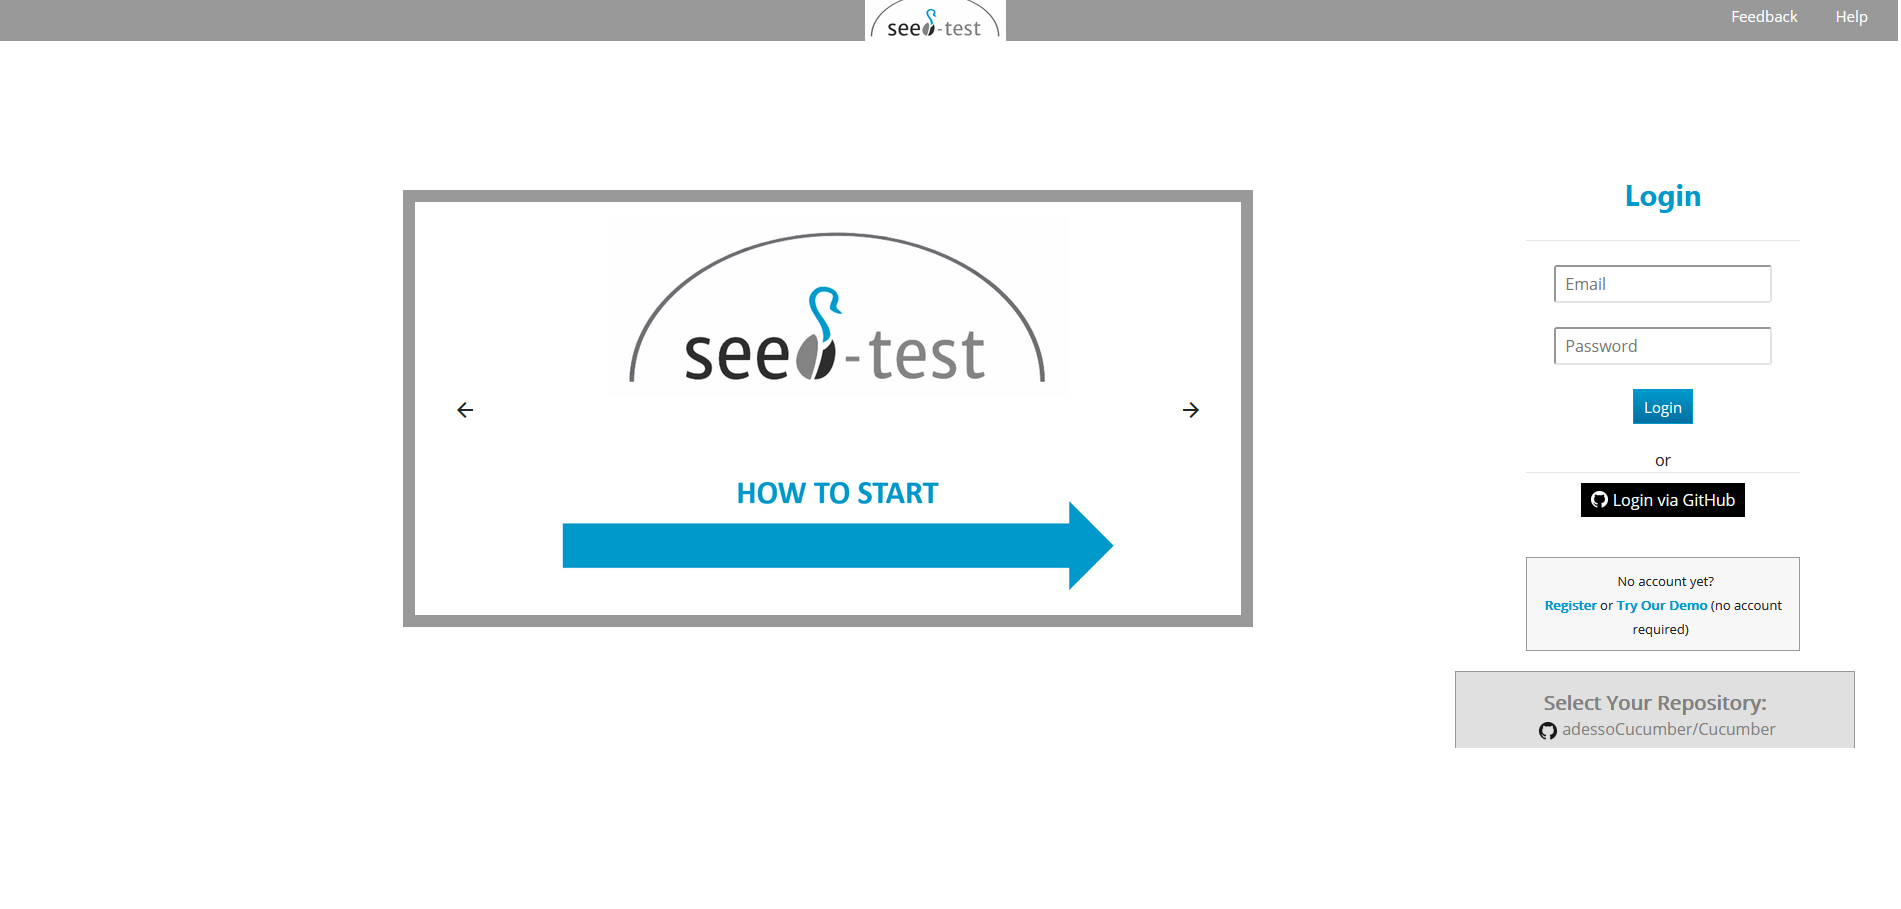 seed-test
Feedback
Help
seed-test
HOW TO START
Login
Email
Password
Login
or
Login via GitHub
No account yet?
Register or Try Our Demo (no account
required)
Select Your Repository:
adessoCucumber/Cucumber